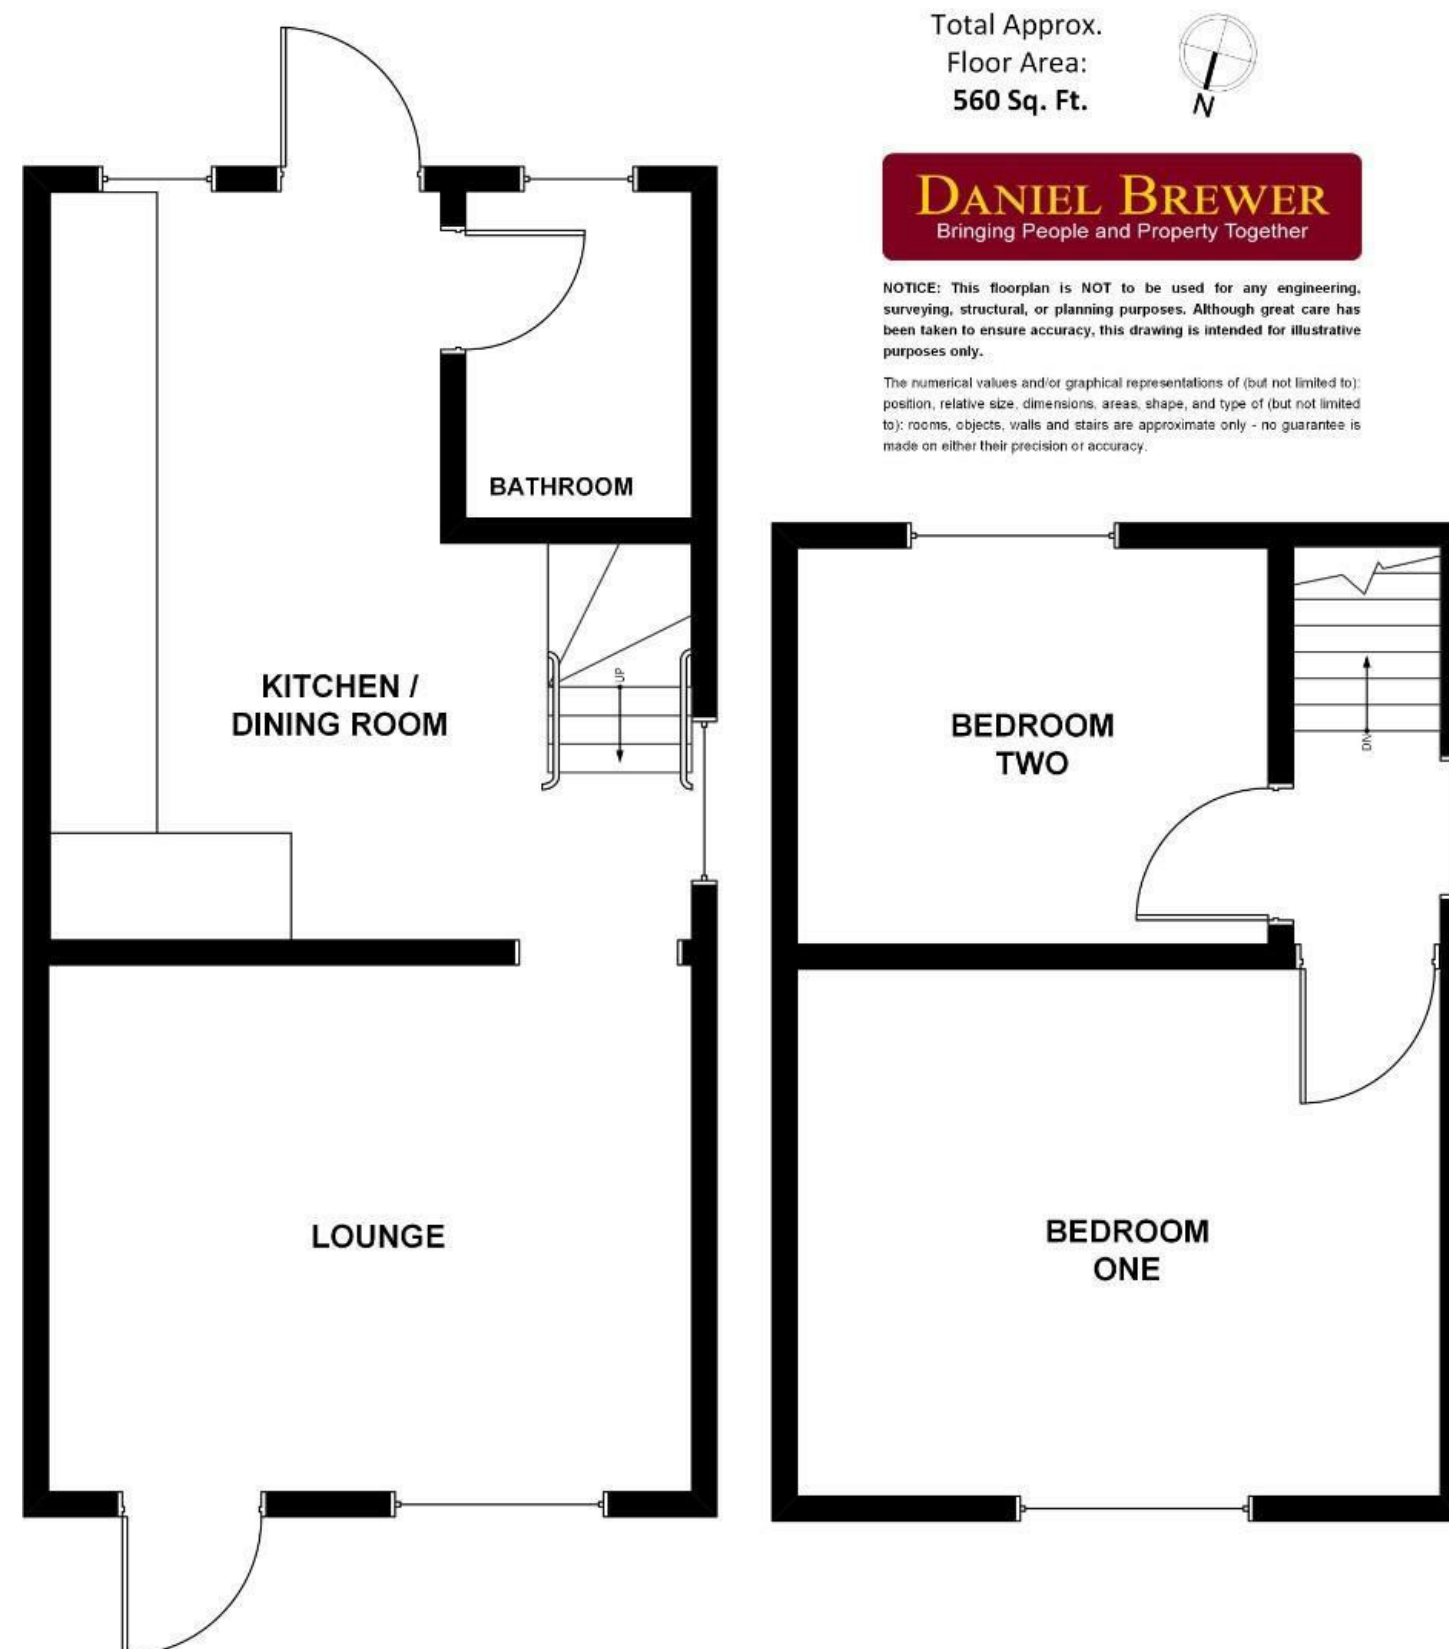 Total Approx.
Floor Area:
560 Sq. Ft.
N
DANIEL BREWER
Bringing People and Property Together
NOTICE: This floorplan is NOT to be used for any engineering,
surveying, structural, or planning purposes. Although great care has
been taken to ensure accuracy, this drawing is intended for illustrative
purposes only.
The numerical values and/or graphical representations of (but not limited to):
position, relative size, dimensions, areas, shape, and type of (but not limited
to): rooms, objects, walls and stairs are approximate only - no guarantee is
made on either their precision or accuracy.
BATHROOM
KITCHEN /
DINING ROOM
UP
BEDROOM
TWO
DN
LOUNGE
BEDROOM
ONE